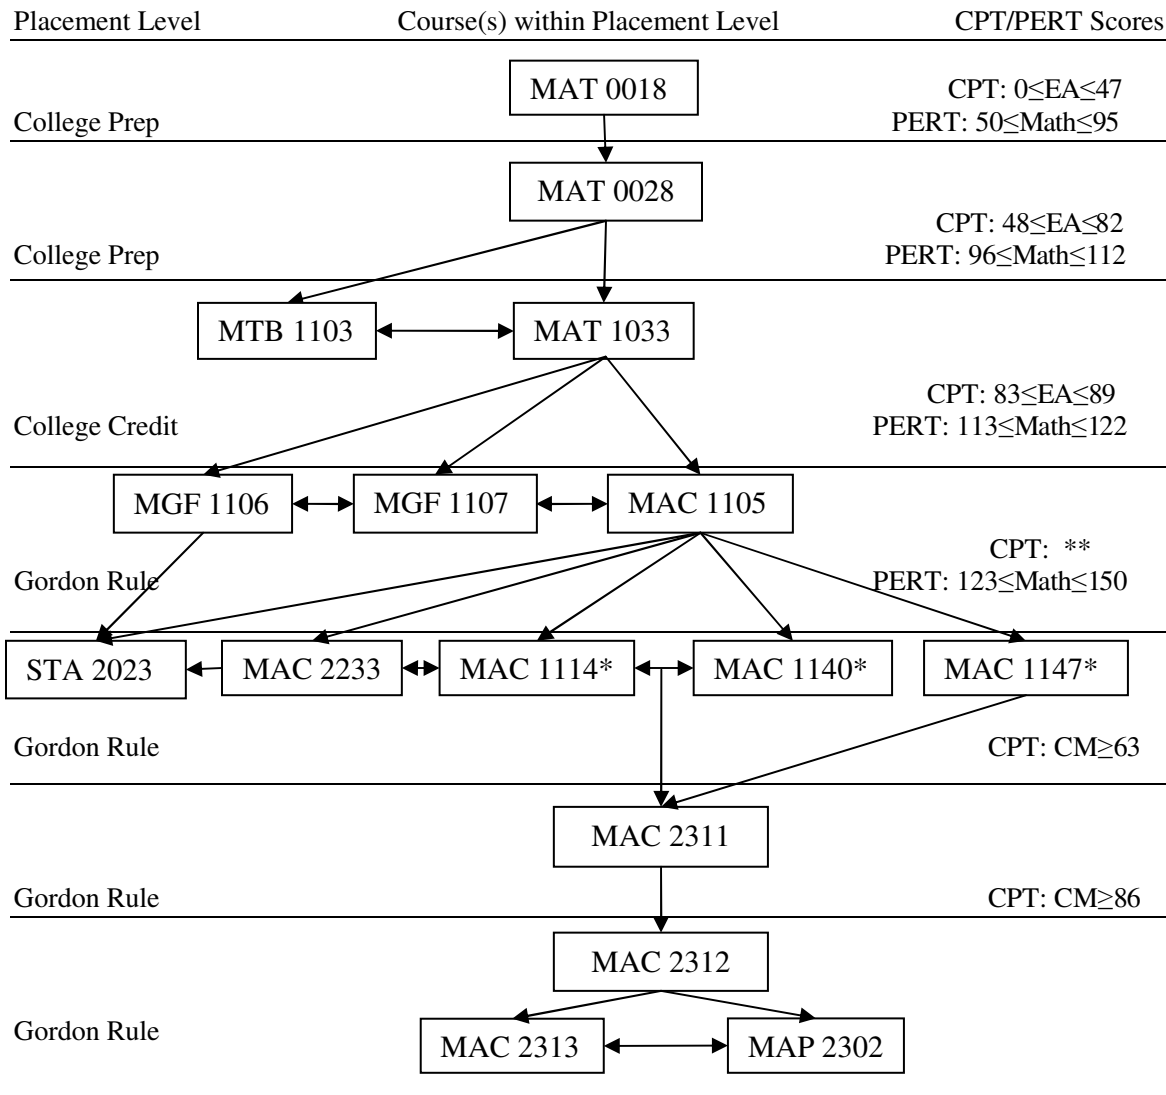 Placement Level Course(s) within Placement Level CPT/PERT Scores
MAT 0018
CPT: 0≤EA≤47
College Prep PERT: 50≤Math≤95
MAT 0028
CPT: 48≤EA≤82
College Prep PERT: 96≤Math≤112
MTB 1103 MAT 1033
CPT: 83≤EA≤89
College Credit PERT: 113≤Math≤122
MGF 1106 MGF 1107 MAC 1105
CPT: **
Gordon Rule PERT: 123≤Math≤150
STA 2023 MAC 2233 MAC 1114* MAC 1140* MAC 1147*
Gordon Rule CPT: CM≥63
MAC 2311
Gordon Rule CPT: CM≥86
MAC 2312
Gordon Rule
MAC 2313 MAP 2302